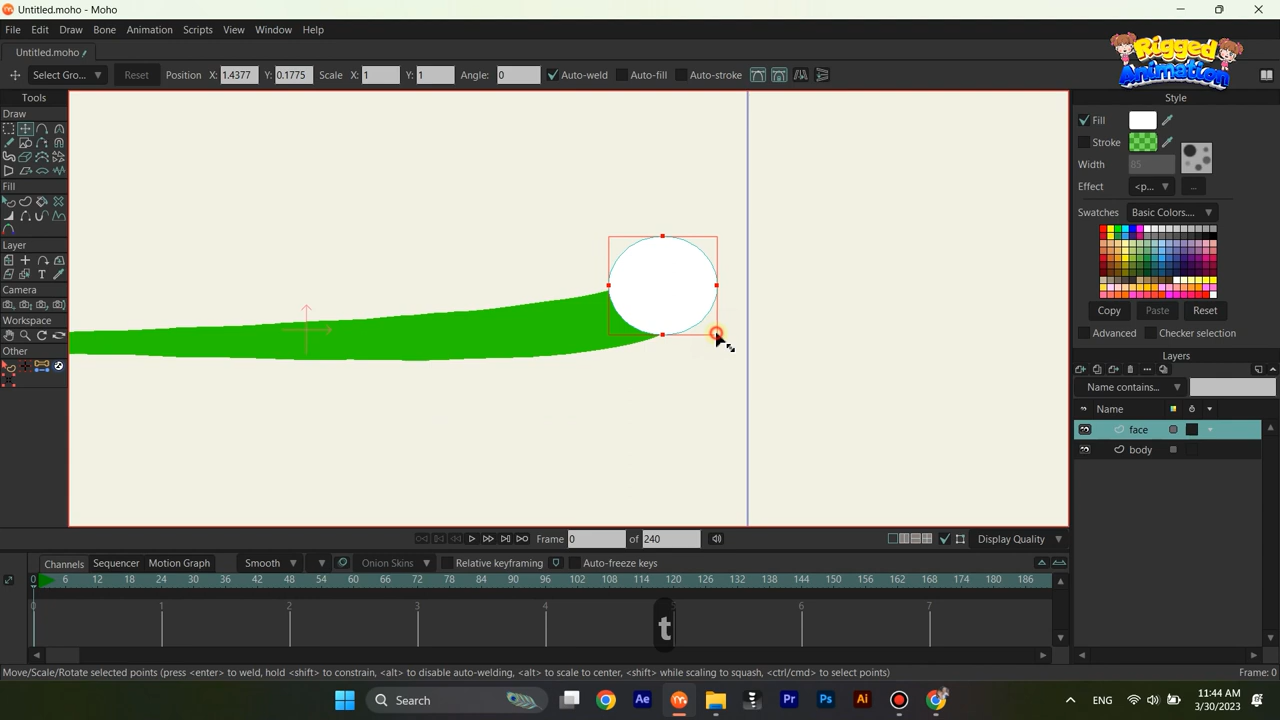 Untitled.moho - Moho
File Edit Draw Bone Animation Scripts View Window Help
Untitled.moho
Rigged
Animation
Select Gro... Reset Position X: 1.4377 Y: 0.1775 Scale X: 1 Y: 1 Angle: 0 Auto-weld Auto-fill Auto-stroke
Tools
Draw
Fill
Layer
Camera
Workspace
Other
Style
Fill
Stroke
Width 85
Effect <p... ...
Swatches Basic Colors....
Copy Paste Reset
Advanced Checker selection
Layers
Name contains...
Name
face
body
Frame 0 of 240 Display Quality
Channels Sequencer Motion Graph Smooth Onion Skins Relative keyframing Auto-freeze keys
0 6 12 18 24 30 36 42 48 54 60 66 72 78 84 90 96 102 108 114 120 126 132 138 144 150 156 162 168 174 180 186
0 1 2 3 4 5 6 7
t
Move/Scale/Rotate selected points (press <enter> to weld, hold <shift> to constrain, <alt> to disable auto-welding, <alt> to scale to center, <shift> while scaling to squash, <ctrl/cmd> to select points) Frame: 0
Search
Ae
Pr
Ps
Ai
ENG
11:44 AM
3/30/2023